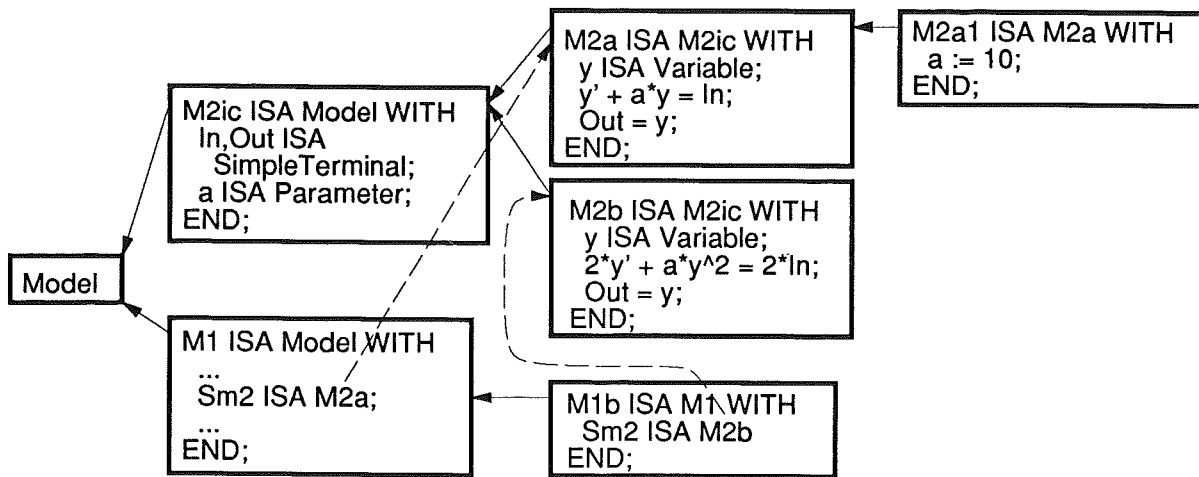 Model
M2ic ISA Model WITH
In,Out ISA
SimpleTerminal;
a ISA Parameter;
END;
M1 ISA Model WITH
...
Sm2 ISA M2a;
...
END;
M2a ISA M2ic WITH
y ISA Variable;
y' + a*y = In;
Out = y;
END;
M2b ISA M2ic WITH
y ISA Variable;
2*y' + a*y^2 = 2*In;
Out = y;
END;
M1b ISA M1 WITH
Sm2 ISA M2b
END;
M2a1 ISA M2a WITH
a := 10;
END;